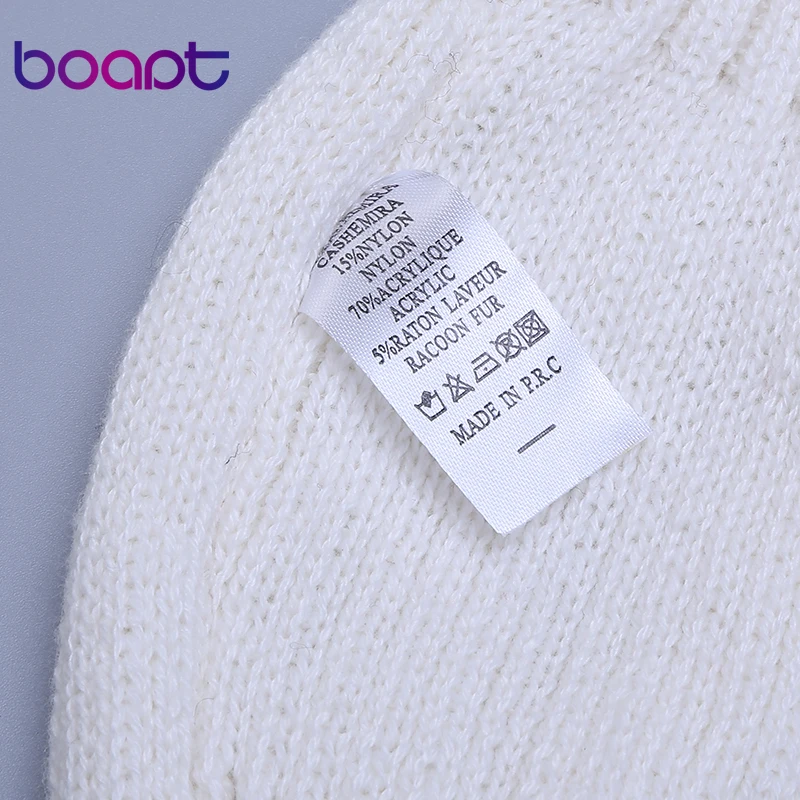 boapt
CASHEMIRA
15%NYLON
NYLON
70%ACRYLIQUE
ACRYLIC
5%RATON LAVEUR
RACOON FUR
MADE IN P.R.C